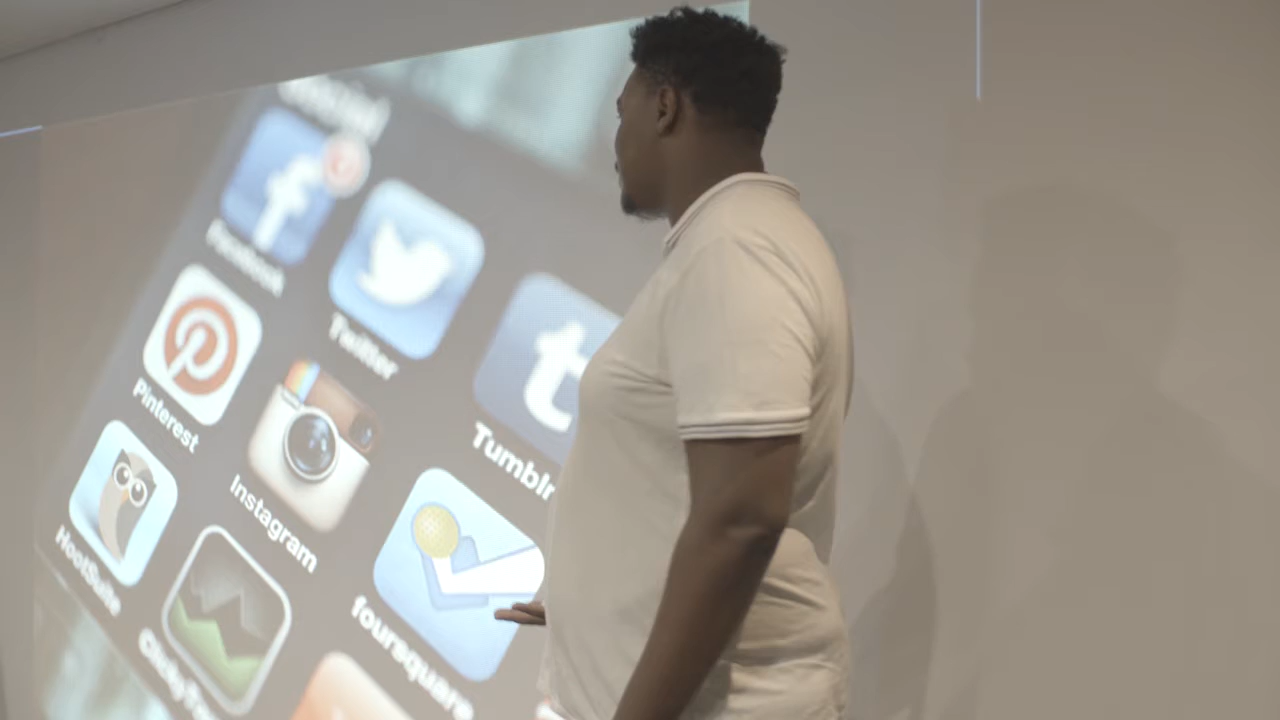 Facebook
Twitter
Tumblr
Pinterest
Instagram
foursquare
HootSuite